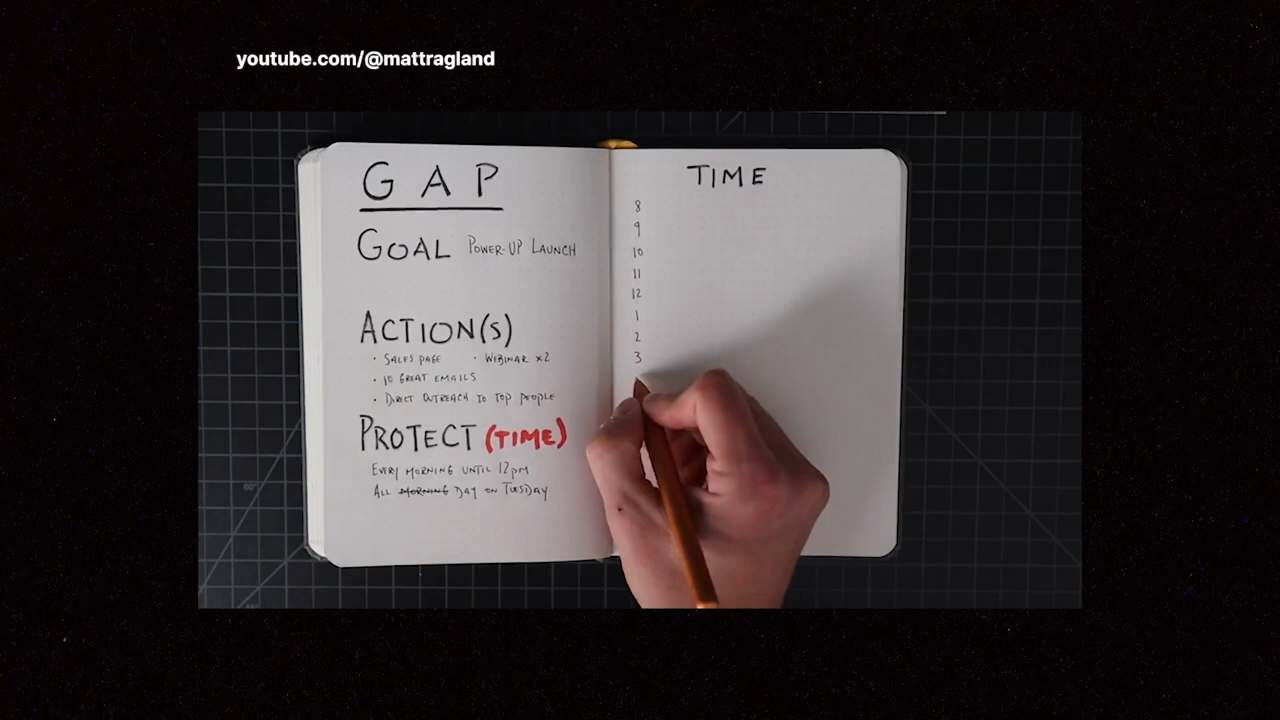 youtube.com/@mattragland
GAP
GOAL POWER-UP LAUNCH
ACTION(S)
• SALES PAGE • WEBINAR x2
• 10 GREAT EMAILS
• DIRECT OUTREACH TO TOP PEOPLE
PROTECT (TIME)
EVERY MORNING UNTIL 12pm
ALL MORNING DAY ON TUESDAY
TIME
8
9
10
11
12
1
2
3